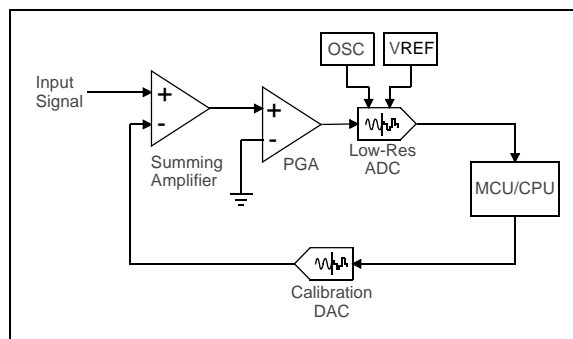 OSC
VREF
Input
Signal
+
-
Summing
Amplifier
+
-
PGA
Low-Res
ADC
MCU/CPU
Calibration
DAC